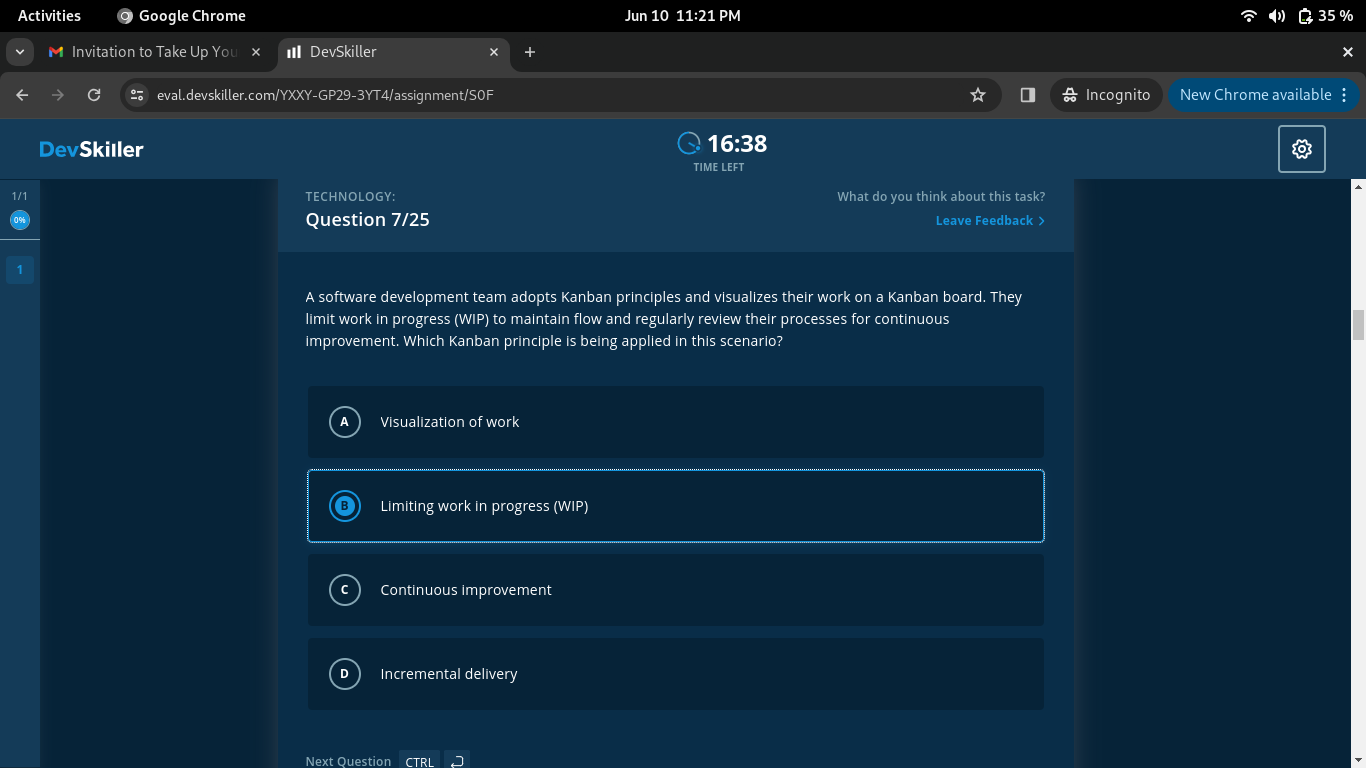 Activities Google Chrome Jun 10 11:21 PM 35 %
Invitation to Take Up You DevSkiller
eval.devskiller.com/YXXY-GP29-3YT4/assignment/S0F Incognito New Chrome available
DevSkiller 16:38
TIME LEFT
1/1 TECHNOLOGY: What do you think about this task?
0% Question 7/25 Leave Feedback
1
A software development team adopts Kanban principles and visualizes their work on a Kanban board. They
limit work in progress (WIP) to maintain flow and regularly review their processes for continuous
improvement. Which Kanban principle is being applied in this scenario?
A Visualization of work
B Limiting work in progress (WIP)
C Continuous improvement
D Incremental delivery
Next Question CTRL